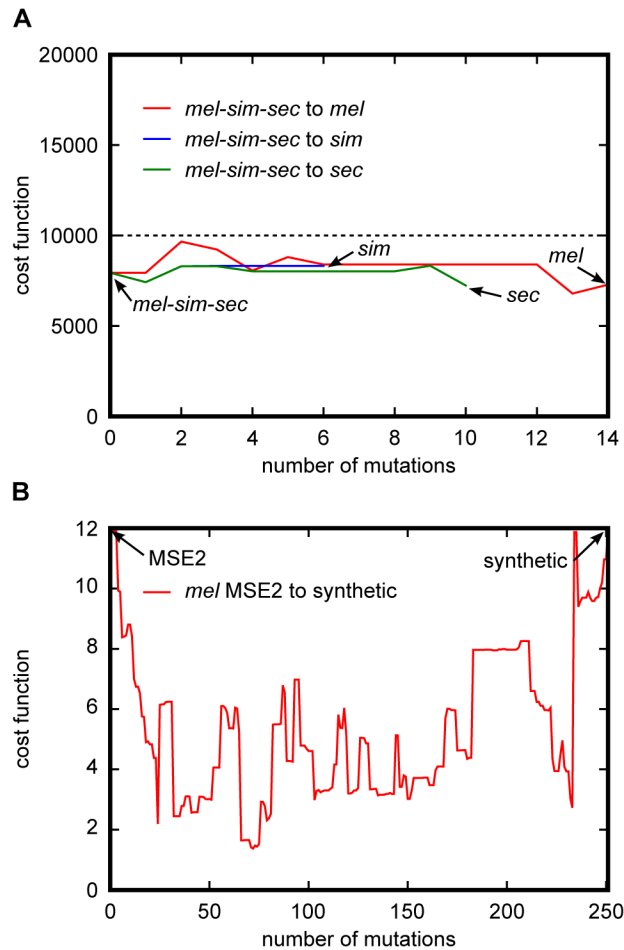 A
20000
15000
10000
5000
0
cost function
mel-sim-sec to mel
mel-sim-sec to sim
mel-sim-sec to sec
sim
mel
mel-sim-sec
sec
0 2 4 6 8 10 12 14
number of mutations
B
12
10
8
6
4
2
0
cost function
MSE2
synthetic
mel MSE2 to synthetic
0 50 100 150 200 250
number of mutations